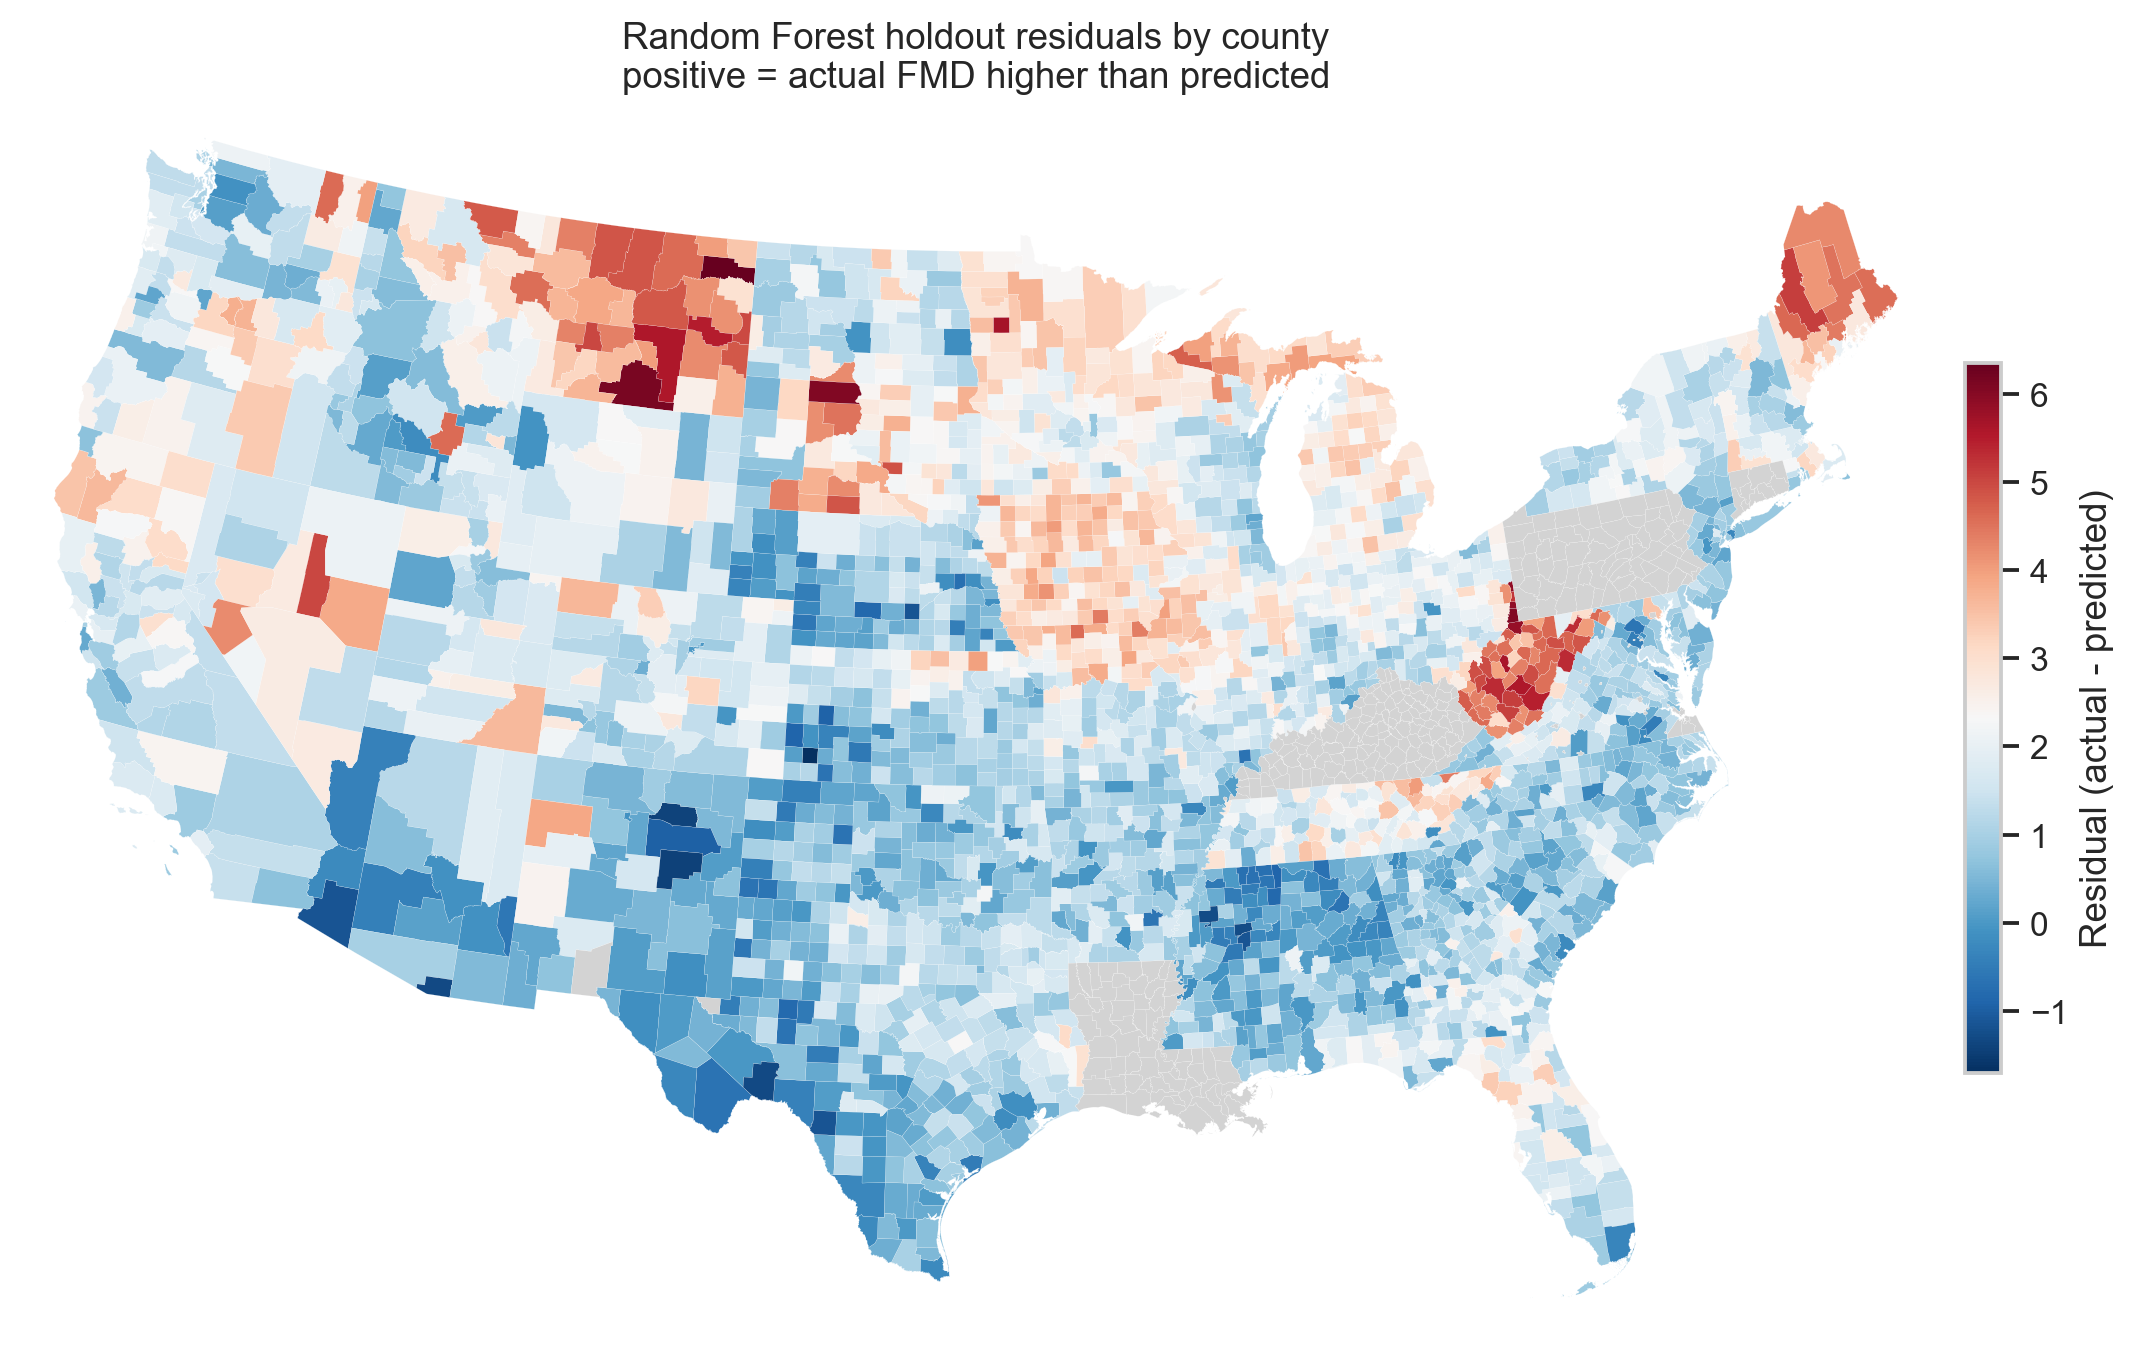 Random Forest holdout residuals by county
positive = actual FMD higher than predicted
6
5
4
3
2
1
0
−1
Residual (actual - predicted)